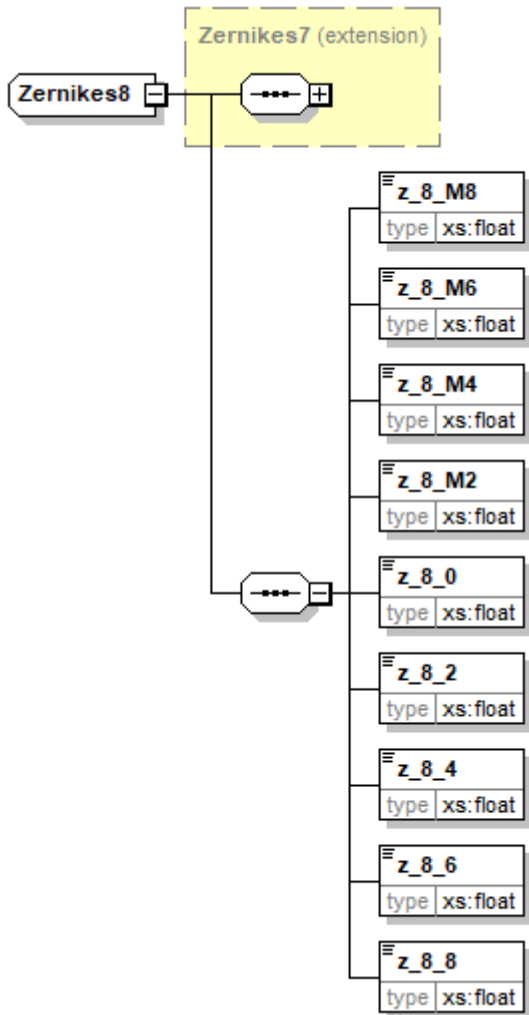 Zernikes7 (extension)
Zernikes8
z_8_M8
type xs:float
z_8_M6
type xs:float
z_8_M4
type xs:float
z_8_M2
type xs:float
z_8_0
type xs:float
z_8_2
type xs:float
z_8_4
type xs:float
z_8_6
type xs:float
z_8_8
type xs:float